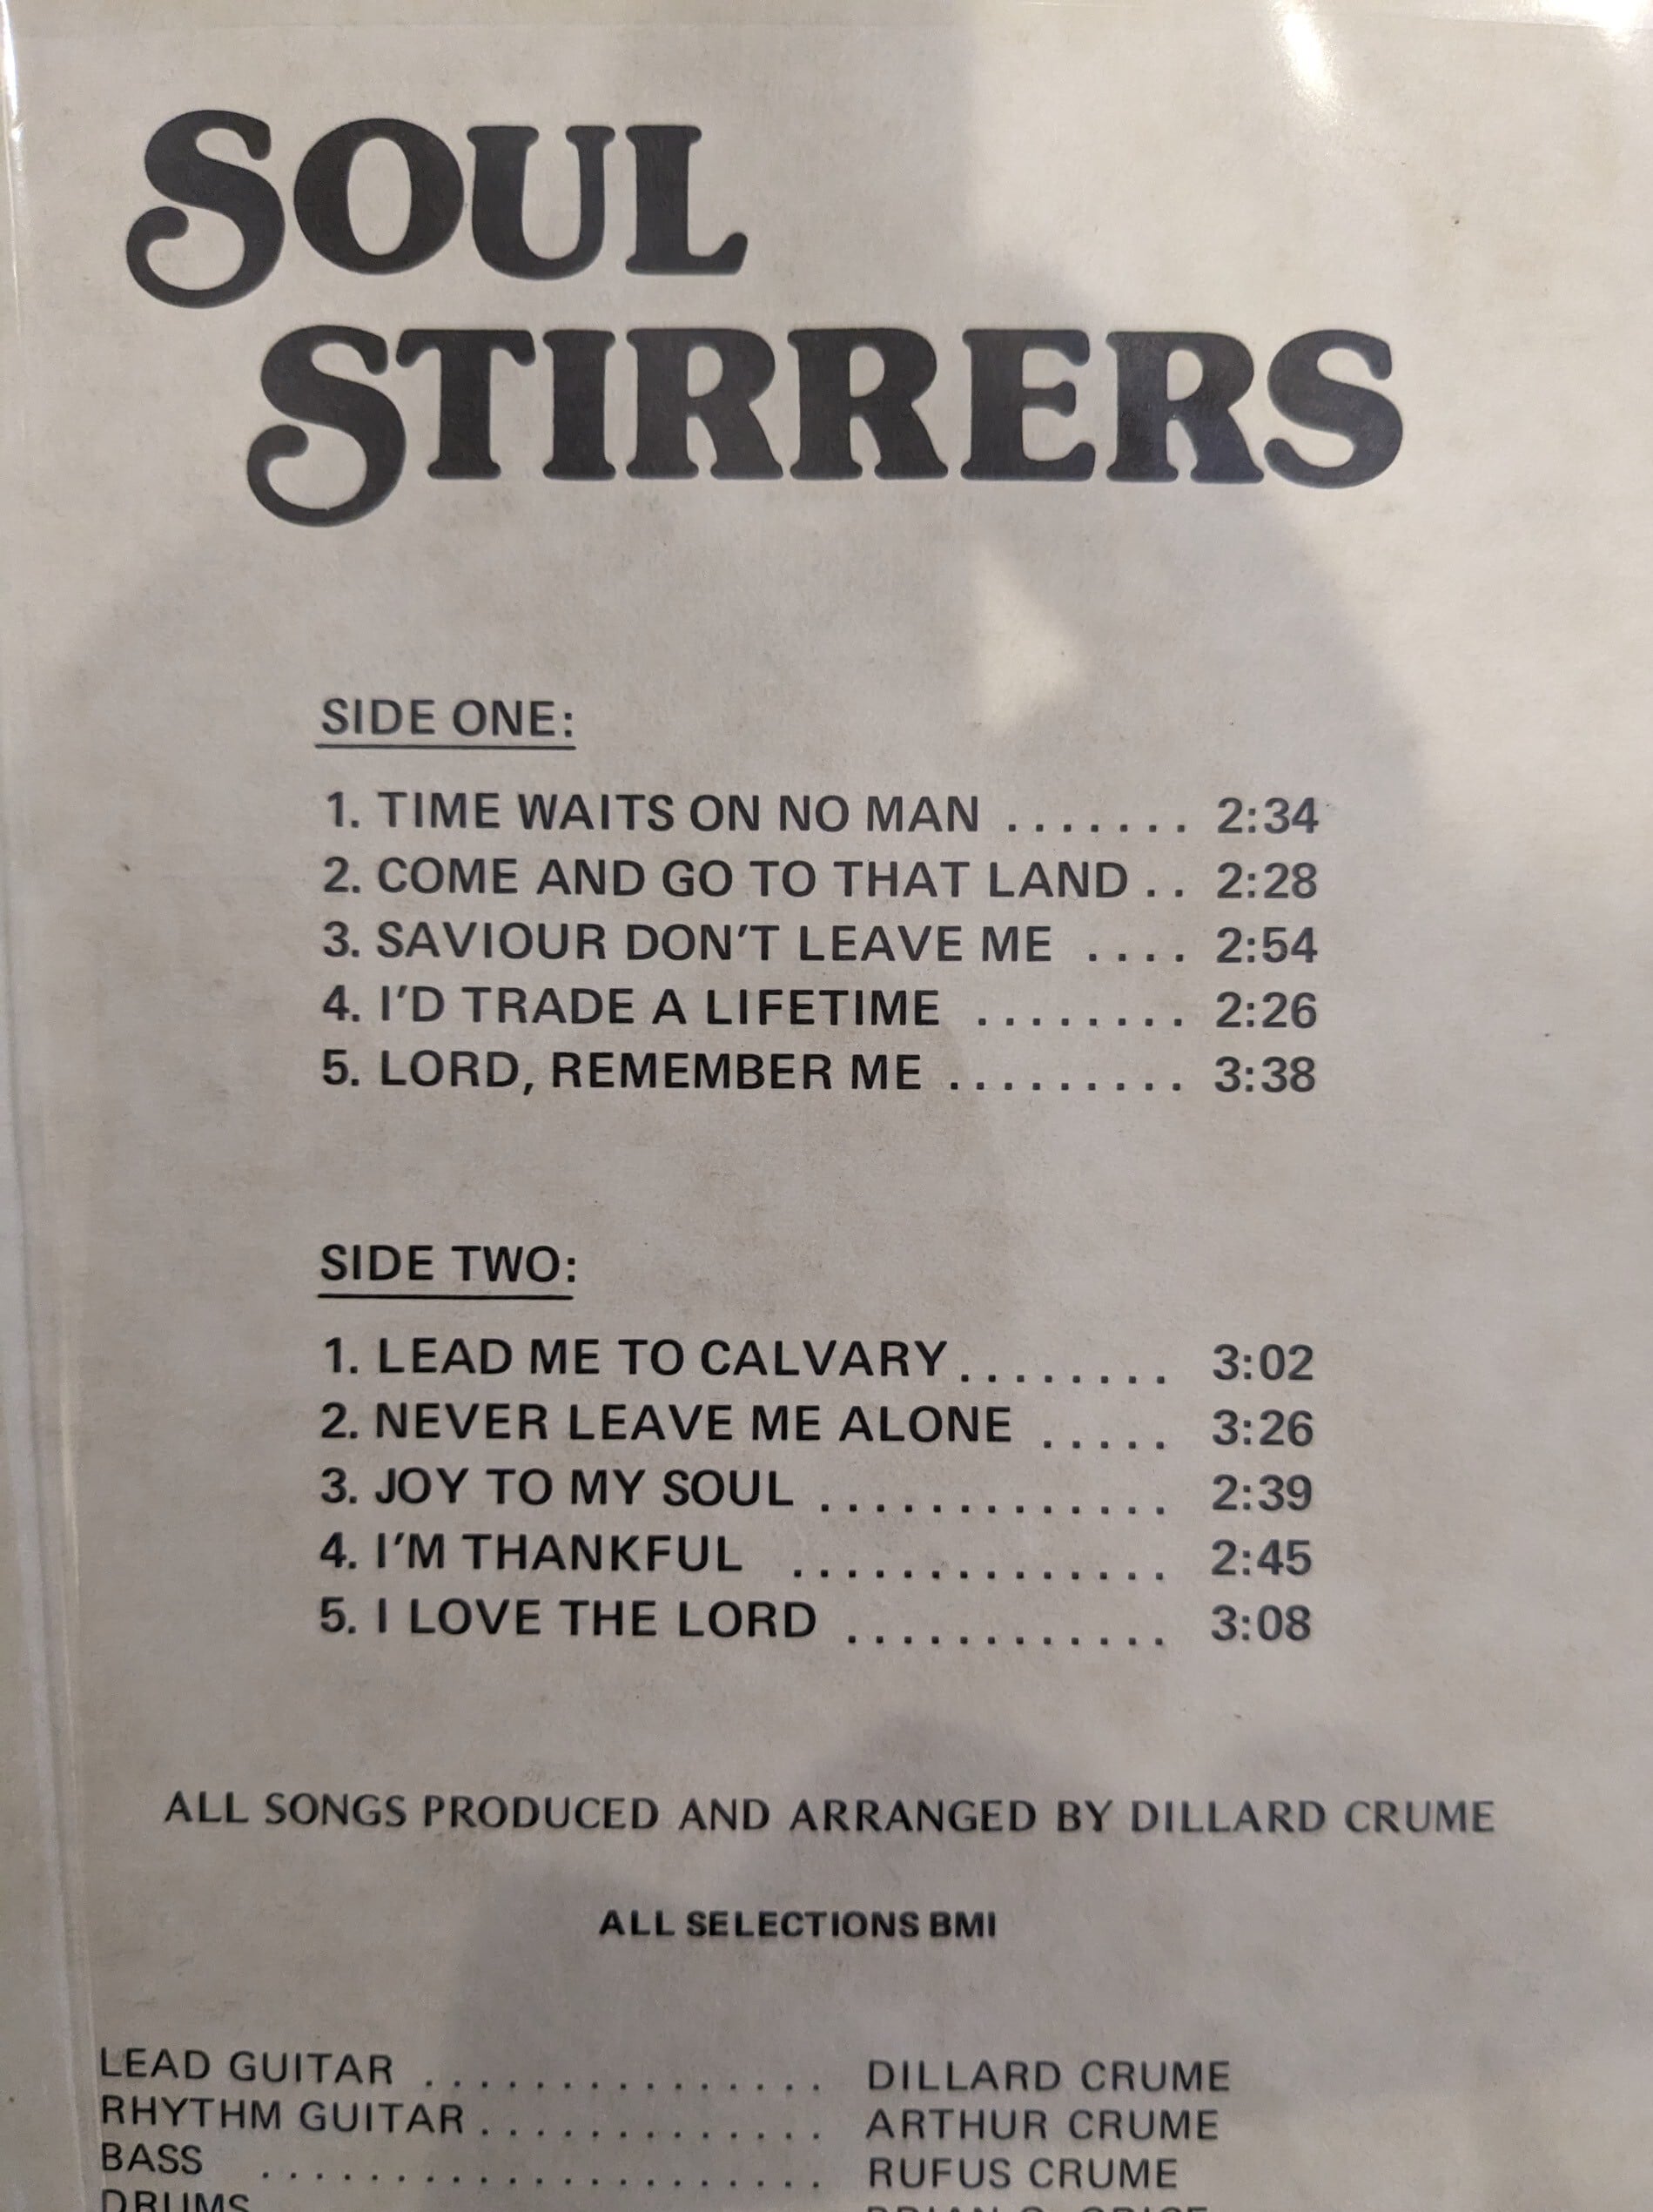 SOUL
STIRRERS
SIDE ONE:
1. TIME WAITS ON NO MAN ....... 2:34
2. COME AND GO TO THAT LAND .. 2:28
3. SAVIOUR DON'T LEAVE ME .... 2:54
4. I'D TRADE A LIFETIME ........ 2:26
5. LORD, REMEMBER ME ......... 3:38
SIDE TWO:
1. LEAD ME TO CALVARY........ 3:02
2. NEVER LEAVE ME ALONE ..... 3:26
3. JOY TO MY SOUL ............. 2:39
4. I'M THANKFUL .............. 2:45
5. I LOVE THE LORD ............ 3:08
ALL SONGS PRODUCED AND ARRANGED BY DILLARD CRUME
ALL SELECTIONS BMI
LEAD GUITAR ............... DILLARD CRUME
RHYTHM GUITAR............. ARTHUR CRUME
BASS ..................... RUFUS CRUME
DRUMS